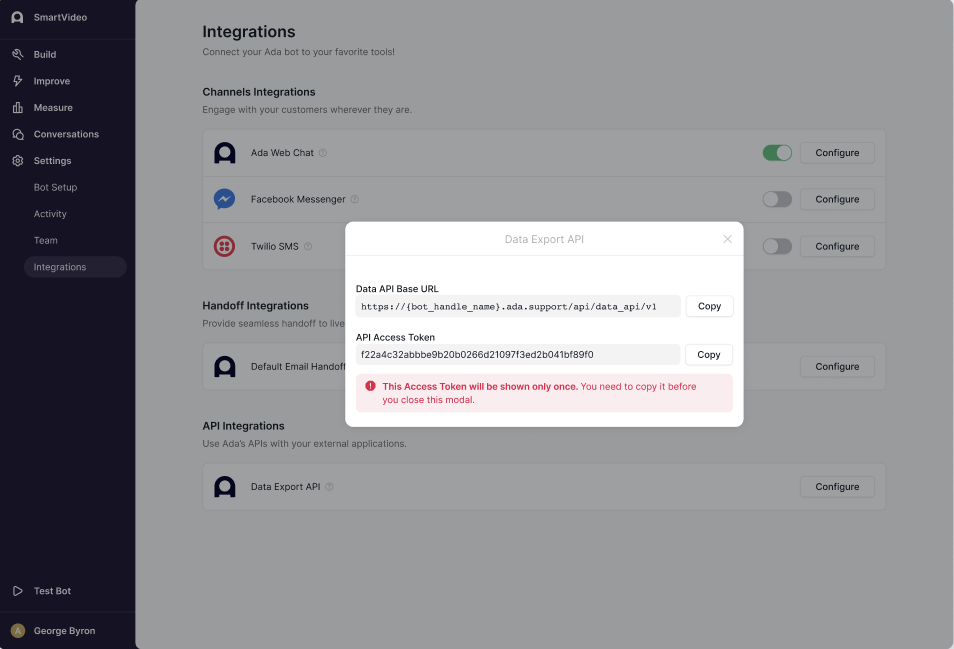 SmartVideo
Build
Improve
Measure
Conversations
Settings
Bot Setup
Activity
Team
Integrations
Test Bot
A
George Byron
Integrations
Connect your Ada bot to your favorite tools!
Channels Integrations
Engage with your customers wherever they are.
Ada Web Chat
Configure
Facebook Messenger
Configure
Twilio SMS
Configure
Handoff Integrations
Provide seamless handoff to live
Default Email Handoff
Configure
API Integrations
Use Ada's APIs with your external applications.
Data Export API
Configure
Data Export API
Data API Base URL
https://{bot_handle_name}.ada.support/api/data_api/v1
Copy
API Access Token
f22a4c32abbbe9b20b0266d21097f3ed2b041bf89f0
Copy
This Access Token will be shown only once. You need to copy it before
you close this modal.